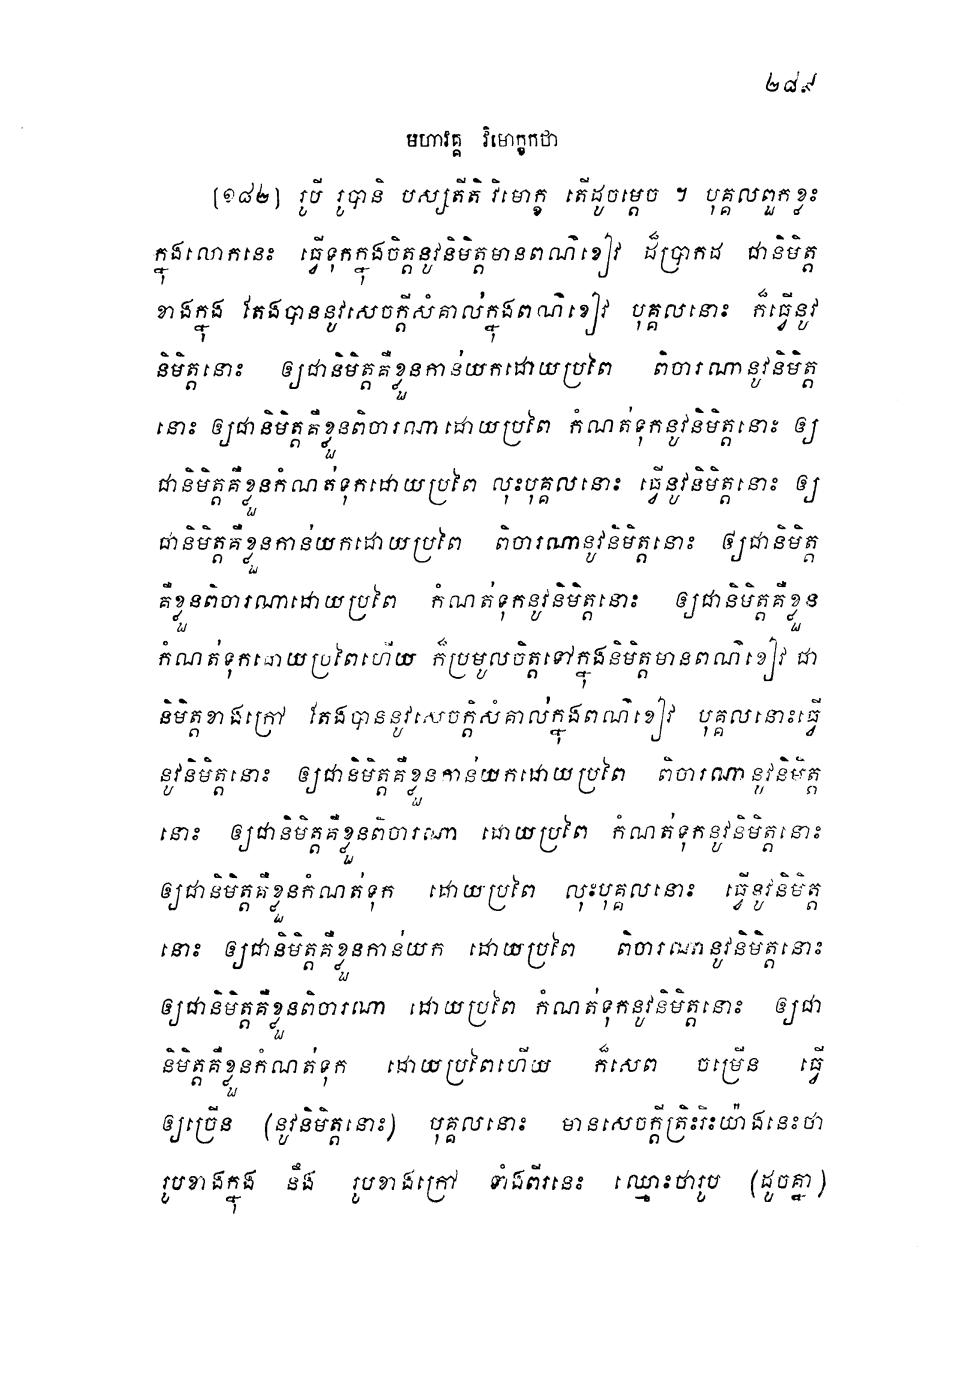 ២៨៩
មហាវគ្គ វិមោក្ខកថា
[១៨២] រូបី រូបានិ បស្សតីតិ វិមោក្ខ តើដូចម្តេច ។ បុគ្គលពួកខ្លះ
ក្នុងលោកនេះ ធ្វើទុកក្នុងចិត្តនូវនិមិត្តមានពណ៌ខៀវ ដ៏ប្រាកដ ជានិមិត្ត
ខាងក្នុង តែងបាននូវសេចក្តីសំគាល់ក្នុងពណ៌ខៀវ បុគ្គលនោះ ក៏ធ្វើនូវ
និមិត្តនោះ ឲ្យជានិមិត្តគឺខ្លួនកាន់យកដោយប្រពៃ ពិចារណានូវនិមិត្ត
នោះ ឲ្យជានិមិត្តគឺខ្លួនពិចារណាដោយប្រពៃ កំណត់ទុកនូវនិមិត្តនោះ ឲ្យ
ជានិមិត្តគឺខ្លួនកំណត់ទុកដោយប្រពៃ លុះបុគ្គលនោះ ធ្វើនូវនិមិត្តនោះ ឲ្យ
ជានិមិត្តគឺខ្លួនកាន់យកដោយប្រពៃ ពិចារណានូវនិមិត្តនោះ ឲ្យជានិមិត្ត
គឺខ្លួនពិចារណាដោយប្រពៃ កំណត់ទុកនូវនិមិត្តនោះ ឲ្យជានិមិត្តគឺខ្លួន
កំណត់ទុកដោយប្រពៃហើយ ក៏ប្រមូលចិត្តទៅក្នុងនិមិត្តមានពណ៌ខៀវ ជា
និមិត្តខាងក្រៅ តែងបាននូវសេចក្តីសំគាល់ក្នុងពណ៌ខៀវ បុគ្គលនោះធ្វើ
នូវនិមិត្តនោះ ឲ្យជានិមិត្តគឺខ្លួនកាន់យកដោយប្រពៃ ពិចារណានូវនិមិត្ត
នោះ ឲ្យជានិមិត្តគឺខ្លួនពិចារណា ដោយប្រពៃ កំណត់ទុកនូវនិមិត្តនោះ
ឲ្យជានិមិត្តគឺខ្លួនកំណត់ទុក ដោយប្រពៃ លុះបុគ្គលនោះ ធ្វើនូវនិមិត្ត
នោះ ឲ្យជានិមិត្តគឺខ្លួនកាន់យក ដោយប្រពៃ ពិចារណានូវនិមិត្តនោះ
ឲ្យជានិមិត្តគឺខ្លួនពិចារណា ដោយប្រពៃ កំណត់ទុកនូវនិមិត្តនោះ ឲ្យជា
និមិត្តគឺខ្លួនកំណត់ទុក ដោយប្រពៃហើយ ក៏សេព ចម្រើន ធ្វើ
ឲ្យច្រើន (នូវនិមិត្តនោះ) បុគ្គលនោះ មានសេចក្តីត្រិះរិះយ៉ាងនេះថា
រូបខាងក្នុង នឹង រូបខាងក្រៅ ទាំងពីរនេះ ឈ្មោះថារូប (ដូចគ្នា)